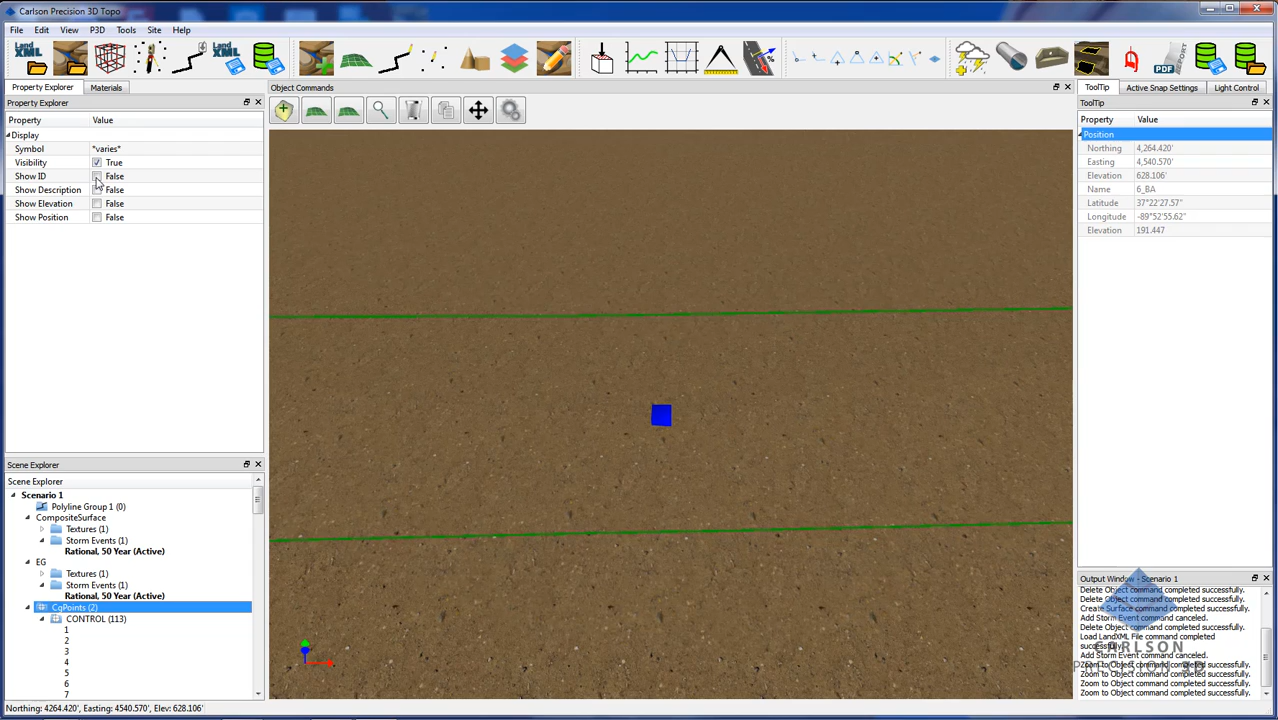 Carlson Precision 3D Topo
File Edit View P3D Tools Site Help
Land XML
Land XML
PDF REPORT
Property Explorer Materials
Property Explorer
Property Value
Display
Symbol *varies*
Visibility True
Show ID False
Show Description False
Show Elevation False
Show Position False
Object Commands
ToolTip Active Snap Settings Light Control
ToolTip
Property Value
Position
Northing 4,264.420'
Easting 4,540.570'
Elevation 628.106'
Name 6_BA
Latitude 37°22'27.57"
Longitude -89°52'55.62"
Elevation 191.447
Scene Explorer
Scene Explorer
Scenario 1
Polyline Group 1 (0)
CompositeSurface
Textures (1)
Storm Events (1)
Rational, 50 Year (Active)
EG
Textures (1)
Storm Events (1)
Rational, 50 Year (Active)
CgPoints (2)
CONTROL (113)
1
2
3
4
5
6
7
Output Window - Scenario 1
Delete Object command completed successfully.
Delete Object command completed successfully.
Create Surface command completed successfully.
Add Storm Event command canceled.
Delete Object command completed successfully.
Load LandXML File command completed
successfully.
Add Storm Event command canceled.
Zoom to Object command completed successfully.
Zoom to Object command completed successfully.
Zoom to Object command completed successfully.
Zoom to Object command completed successfully.
CARLSON
PRECISION 3D
Northing: 4264.420', Easting: 4540.570', Elev: 628.106'